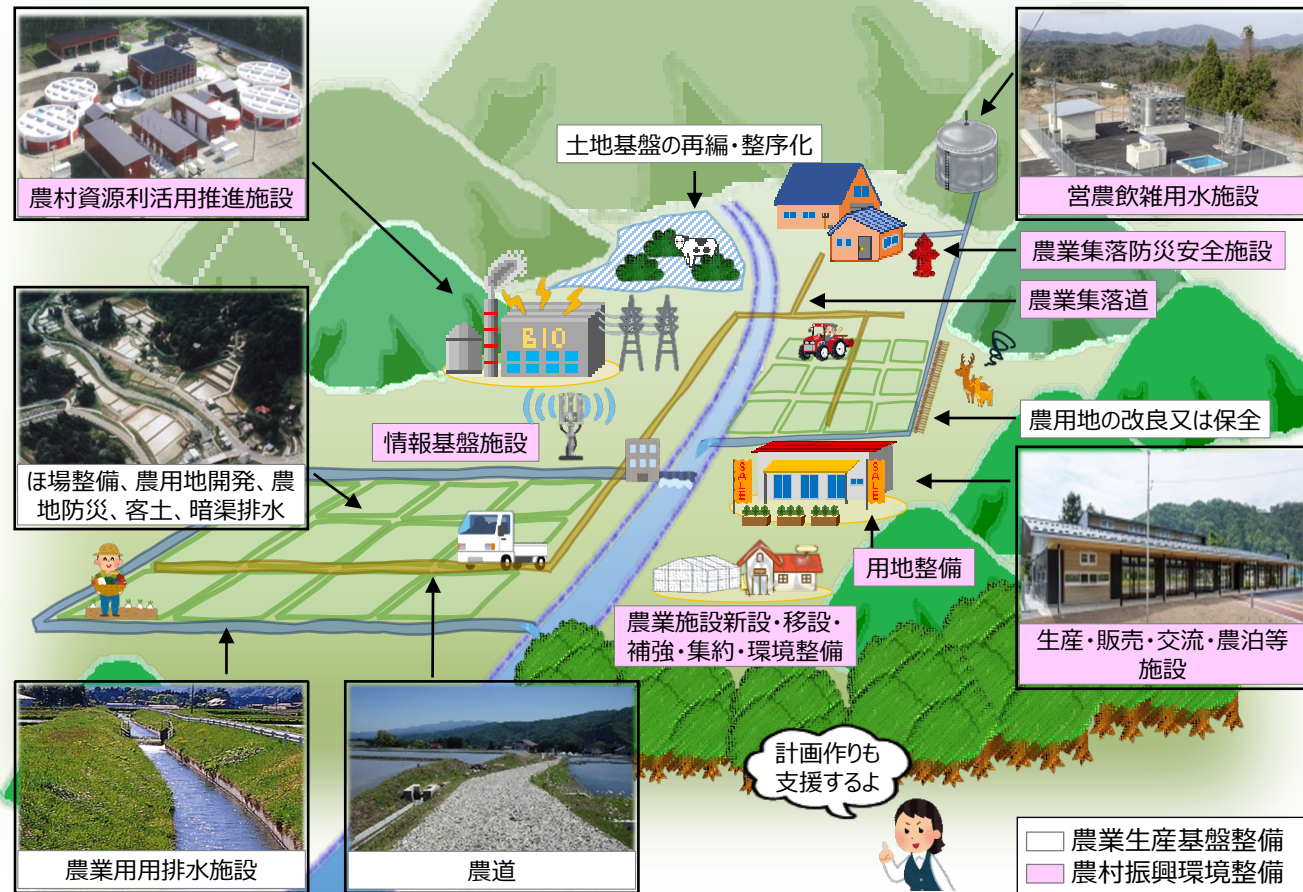 土地基盤の再編・整序化
農村資源利活用推進施設
営農飲雑用水施設
農業集落防災安全施設
農業集落道
BIO
農用地の改良又は保全
情報基盤施設
ほ場整備、農用地開発、農
地防災、客土、暗渠排水
SALE
SALE
用地整備
農業施設新設・移設・
補強・集約・環境整備
生産・販売・交流・農泊等
施設
計画作りも
支援するよ
農業用用排水施設
農道
農業生産基盤整備
農村振興環境整備